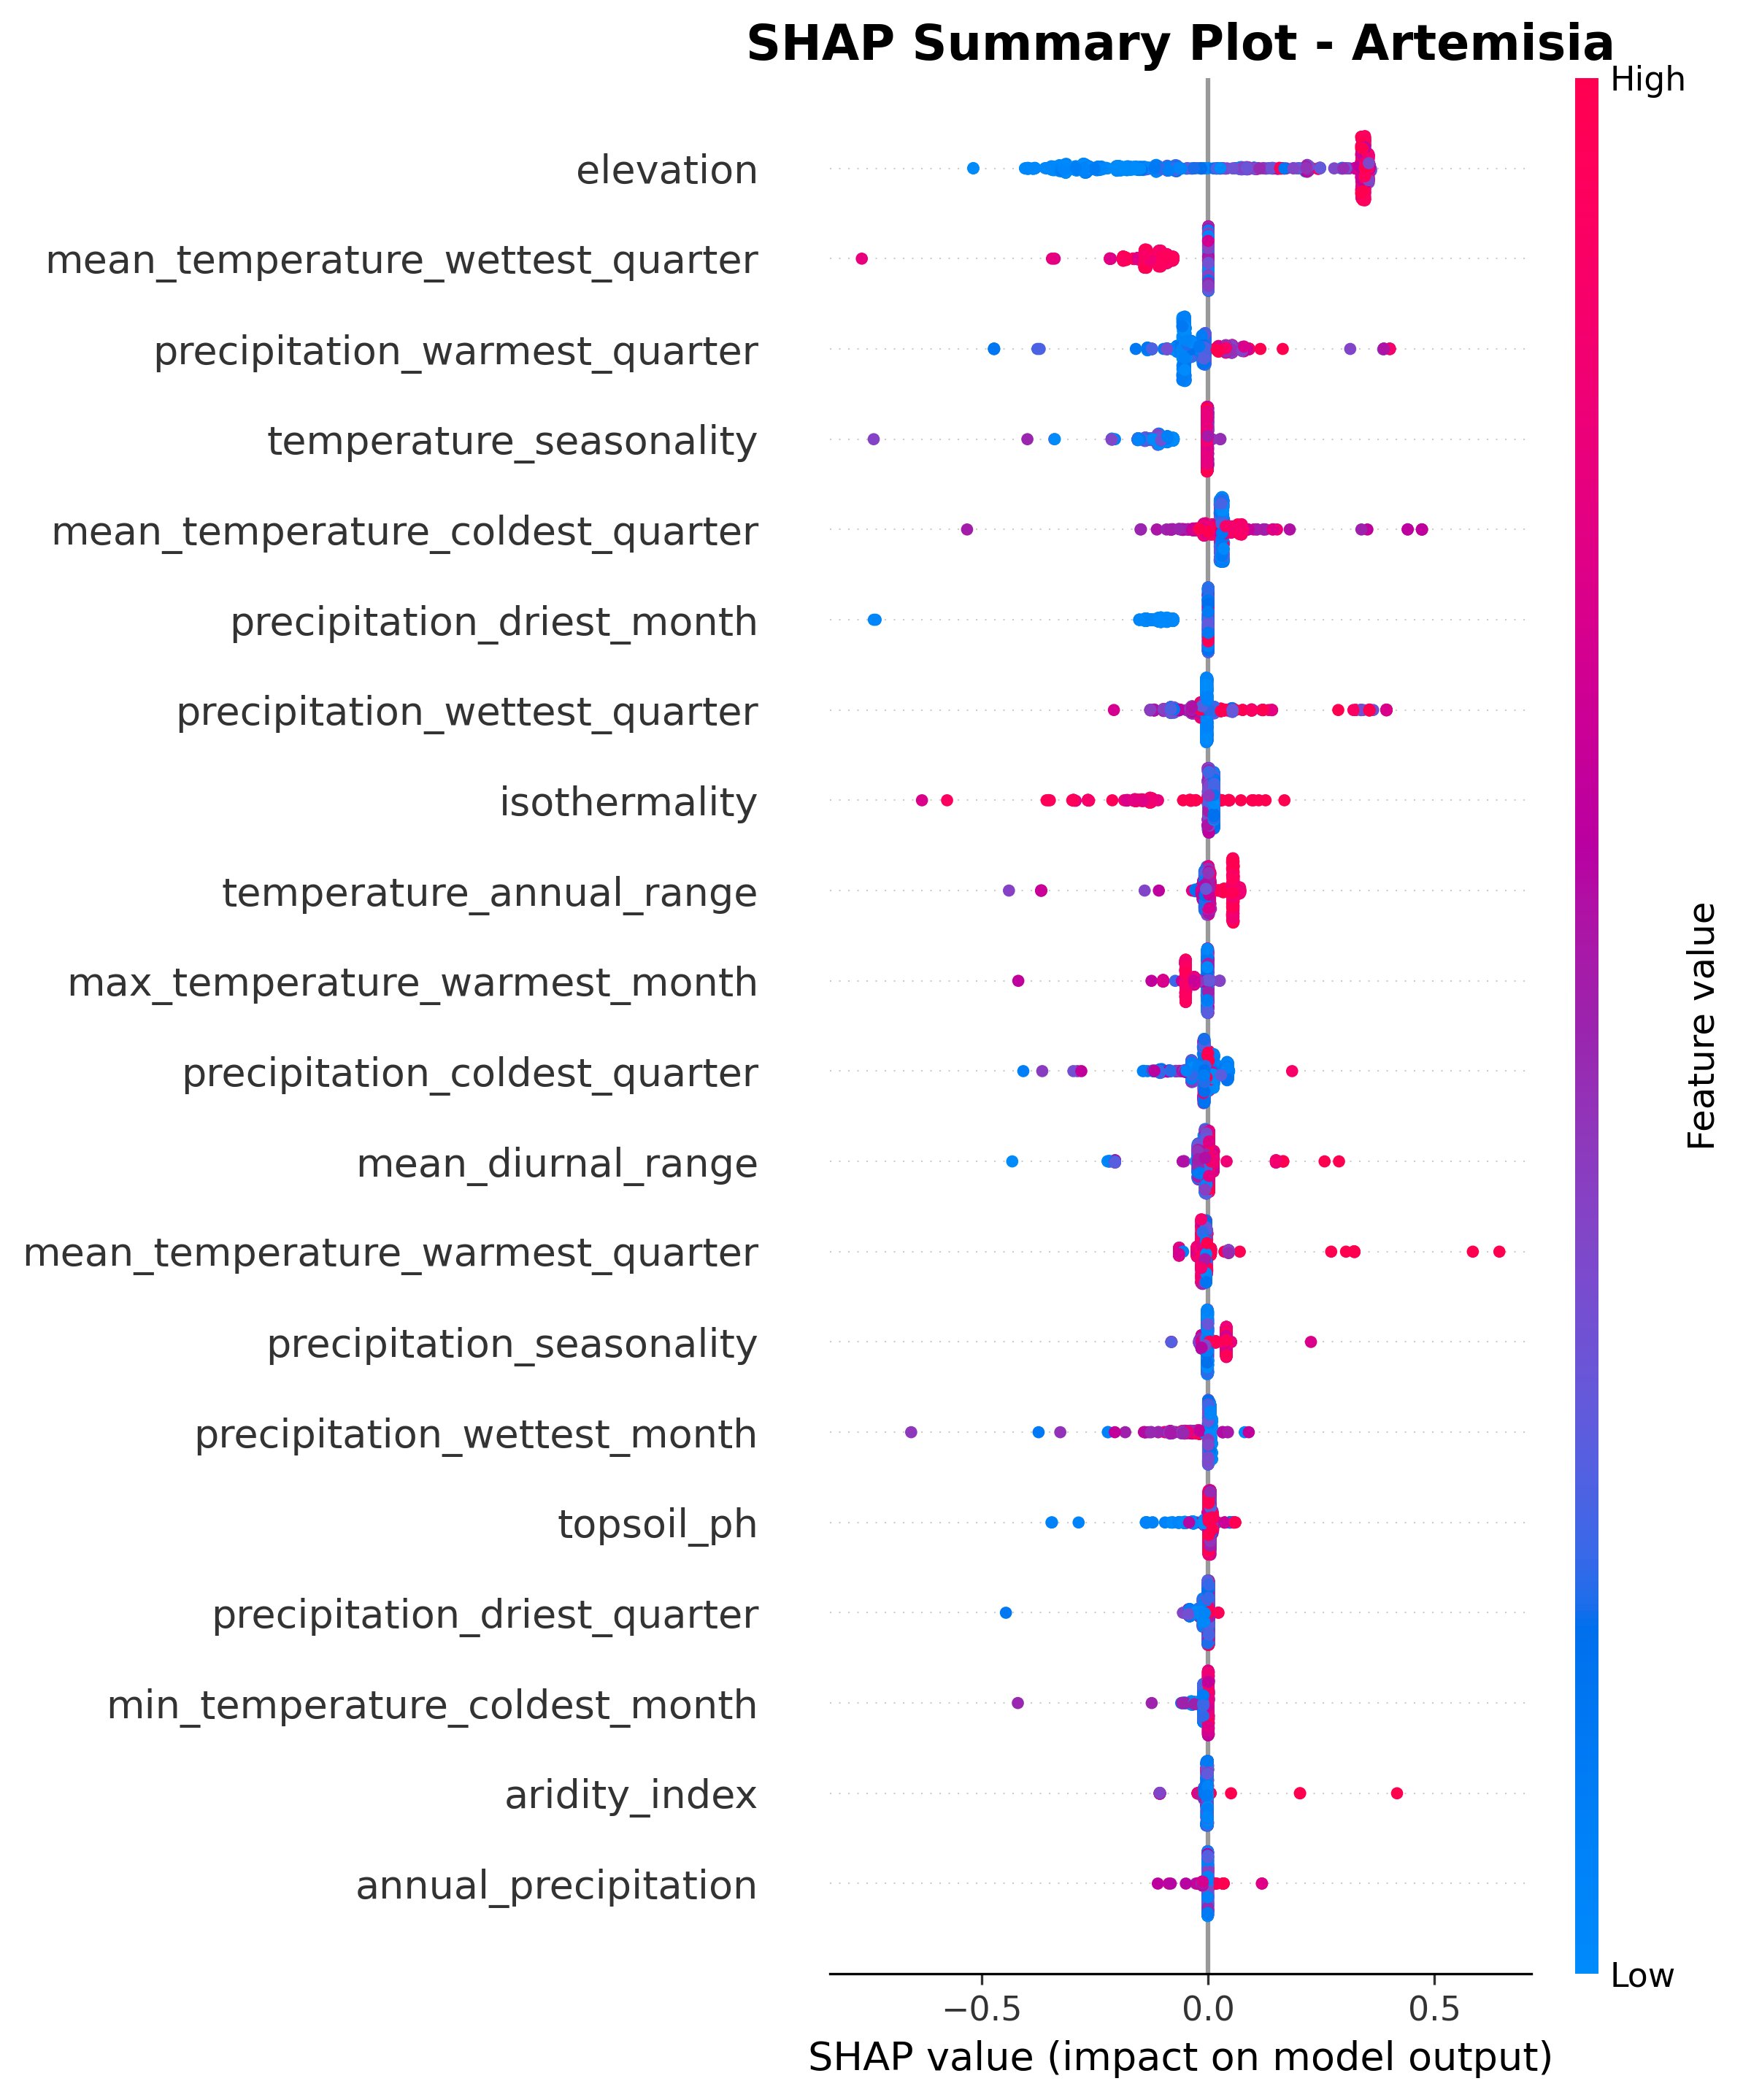 SHAP Summary Plot - Artemisia
High
elevation
mean_temperature_wettest_quarter
precipitation_warmest_quarter
temperature_seasonality
mean_temperature_coldest_quarter
precipitation_driest_month
precipitation_wettest_quarter
isothermality
temperature_annual_range
max_temperature_warmest_month
precipitation_coldest_quarter
mean_diurnal_range
mean_temperature_warmest_quarter
precipitation_seasonality
precipitation_wettest_month
topsoil_ph
precipitation_driest_quarter
min_temperature_coldest_month
aridity_index
annual_precipitation
Feature value
Low
−0.5 0.0 0.5
SHAP value (impact on model output)